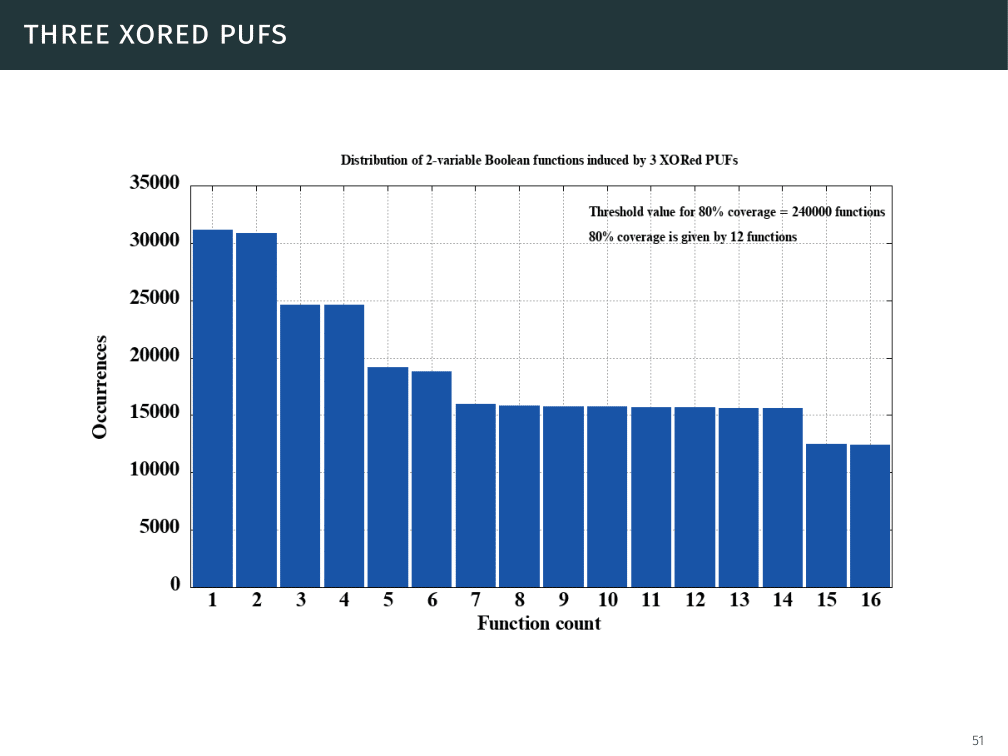 THREE XORED PUFS
Distribution of 2-variable Boolean functions induced by 3 XORed PUFs
Threshold value for 80% coverage = 240000 functions
80% coverage is given by 12 functions
Occurrences
35000
30000
25000
20000
15000
10000
5000
0
1 2 3 4 5 6 7 8 9 10 11 12 13 14 15 16
Function count
51